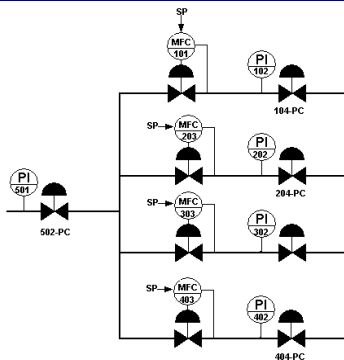 SP
MFC
101
PI
102
104-PC
SP
MFC
203
PI
202
204-PC
PI
501
502-PC
SP
MFC
303
PI
302
SP
MFC
403
PI
402
404-PC